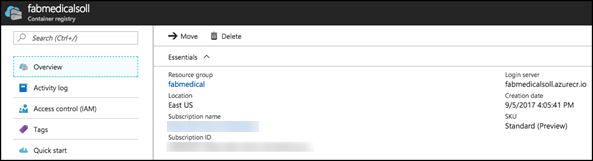 fabmedicalsoll
Container registry
Search (Ctrl+/)
Overview
Activity log
Access control (IAM)
Tags
Quick start
Move
Delete
Essentials
Resource group
fabmedical
Location
East US
Subscription name
Subscription ID
Login server
fabmedicalsoll.azurecr.io
Creation date
9/5/2017 4:05:41 PM
SKU
Standard (Preview)